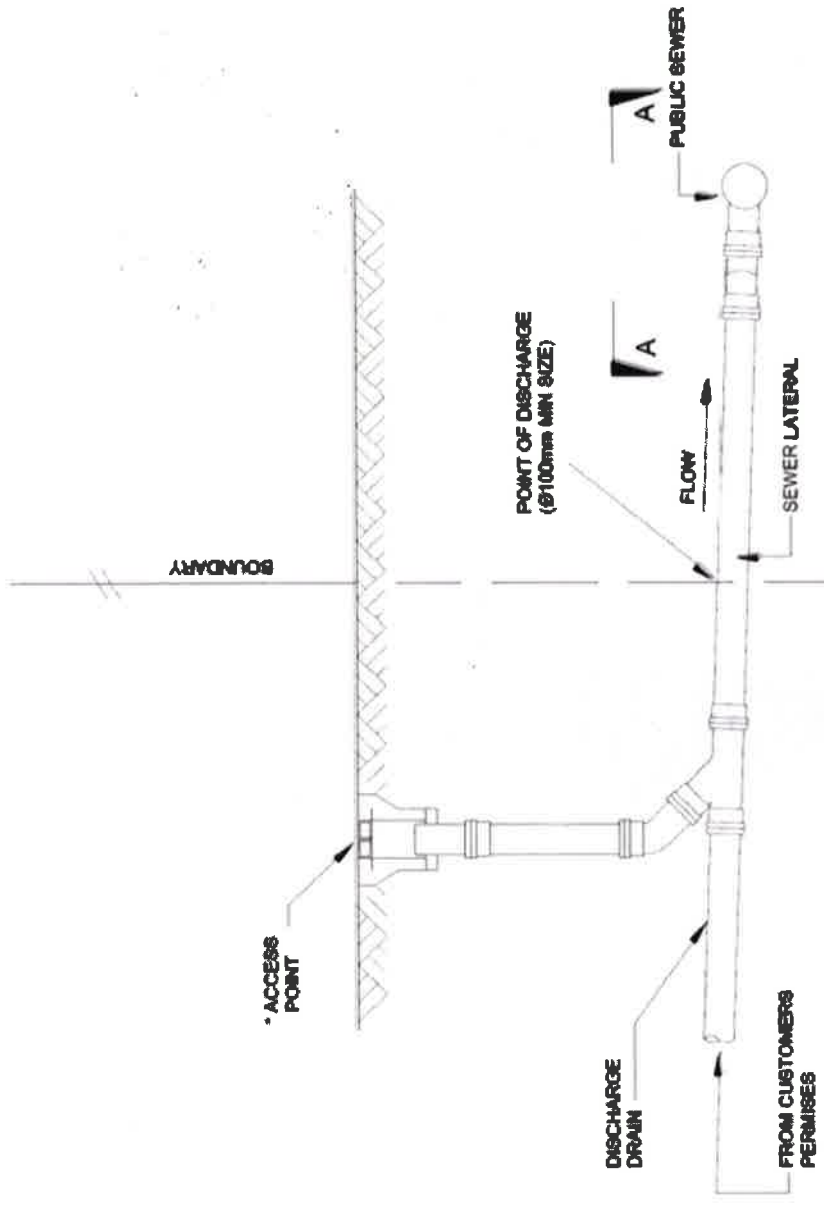 BOUNDARY
* ACCESS
POINT
POINT OF DISCHARGE
(Ø100mm MIN SIZE)
A
A
PUBLIC SEWER
FLOW
SEWER LATERAL
DISCHARGE
DRAIN
FROM CUSTOMERS
PERMISES